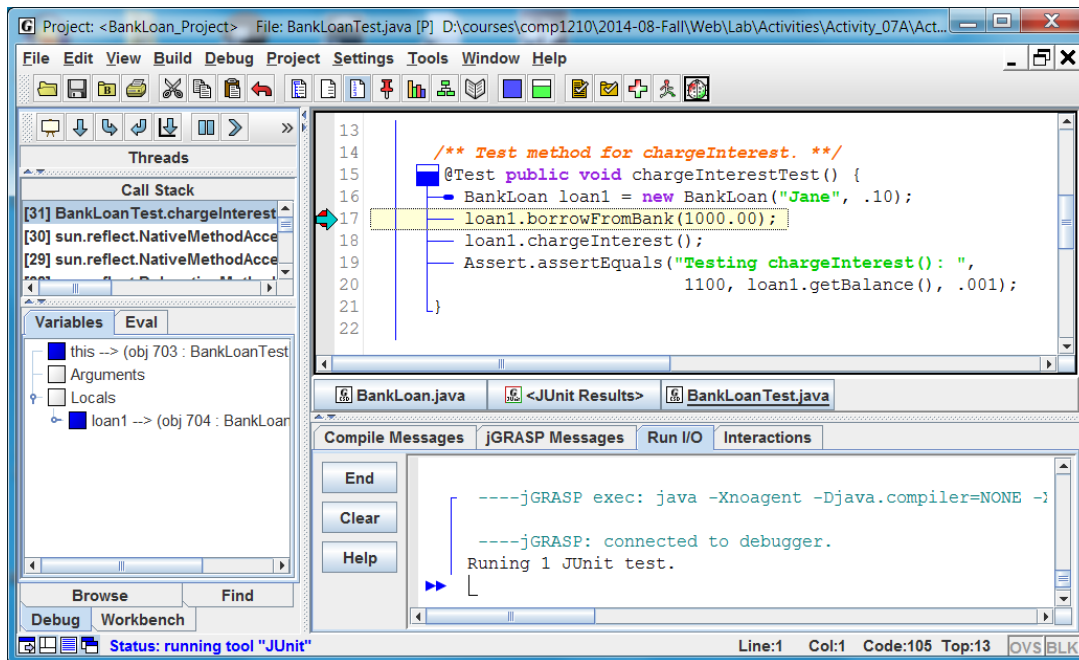 Project: <BankLoan_Project> File: BankLoanTest.java [P] D:\courses\comp1210\2014-08-Fall\Web\Lab\Activities\Activity_07A\Act...
File Edit View Build Debug Project Settings Tools Window Help
Threads
Call Stack
[31] BankLoanTest.chargeInterest
[30] sun.reflect.NativeMethodAcce
[29] sun.reflect.NativeMethodAcce
Variables Eval
this --> (obj 703 : BankLoanTest
Arguments
Locals
loan1 --> (obj 704 : BankLoan
Browse Find
Debug Workbench
13
14 /** Test method for chargeInterest. **/
15 @Test public void chargeInterestTest() {
16 BankLoan loan1 = new BankLoan("Jane", .10);
17 loan1.borrowFromBank(1000.00);
18 loan1.chargeInterest();
19 Assert.assertEquals("Testing chargeInterest(): ",
20 1100, loan1.getBalance(), .001);
21 }
22
BankLoan.java <JUnit Results> BankLoanTest.java
Compile Messages jGRASP Messages Run I/O Interactions
End
Clear
Help
----jGRASP exec: java -Xnoagent -Djava.compiler=NONE
----jGRASP: connected to debugger.
Runing 1 JUnit test.
Status: running tool "JUnit" Line:1 Col:1 Code:105 Top:13 OVS BLK